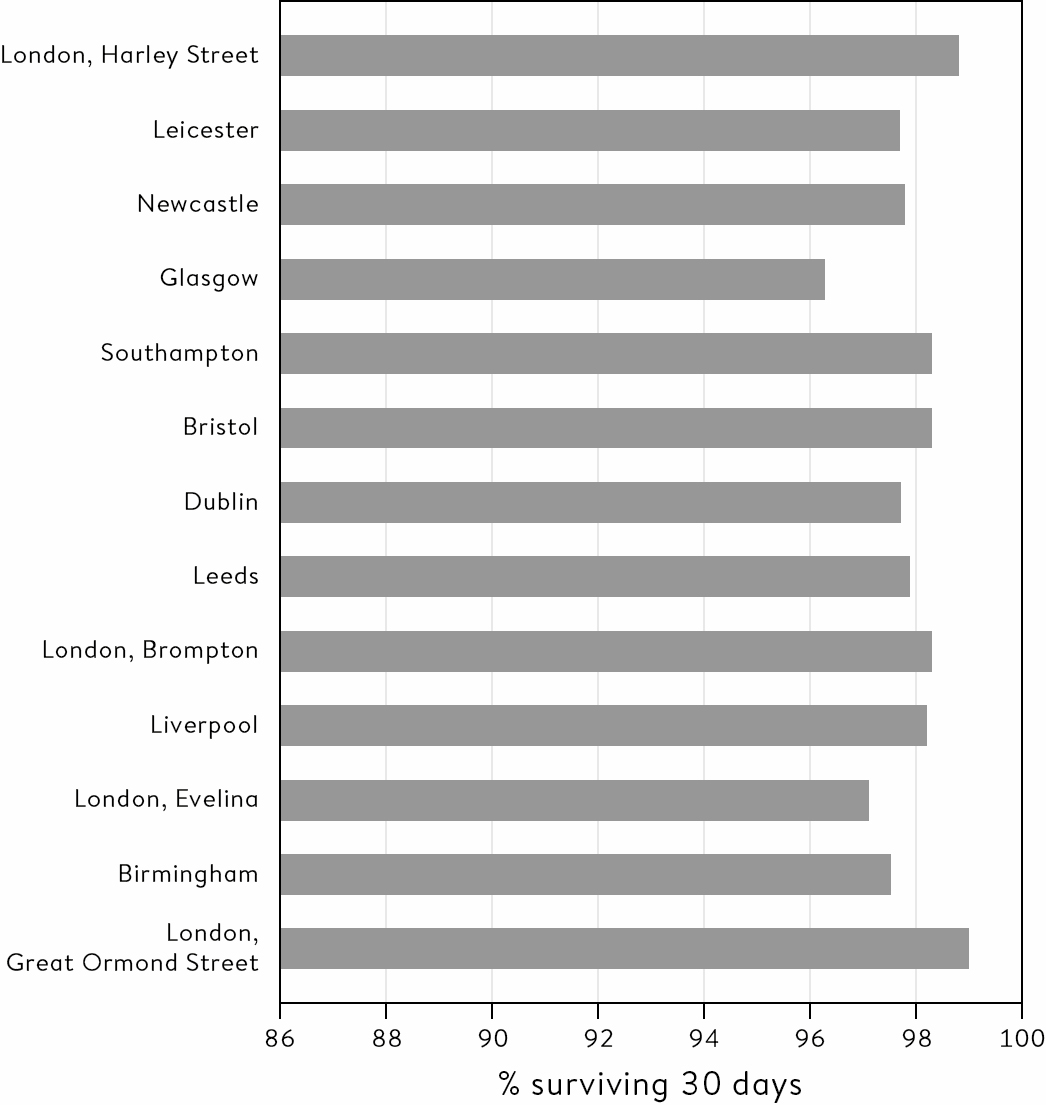 London, Harley Street
Leicester
Newcastle
Glasgow
Southampton
Bristol
Dublin
Leeds
London, Brompton
Liverpool
London, Evelina
Birmingham
London,
Great Ormond Street
86 88 90 92 94 96 98 100
% surviving 30 days